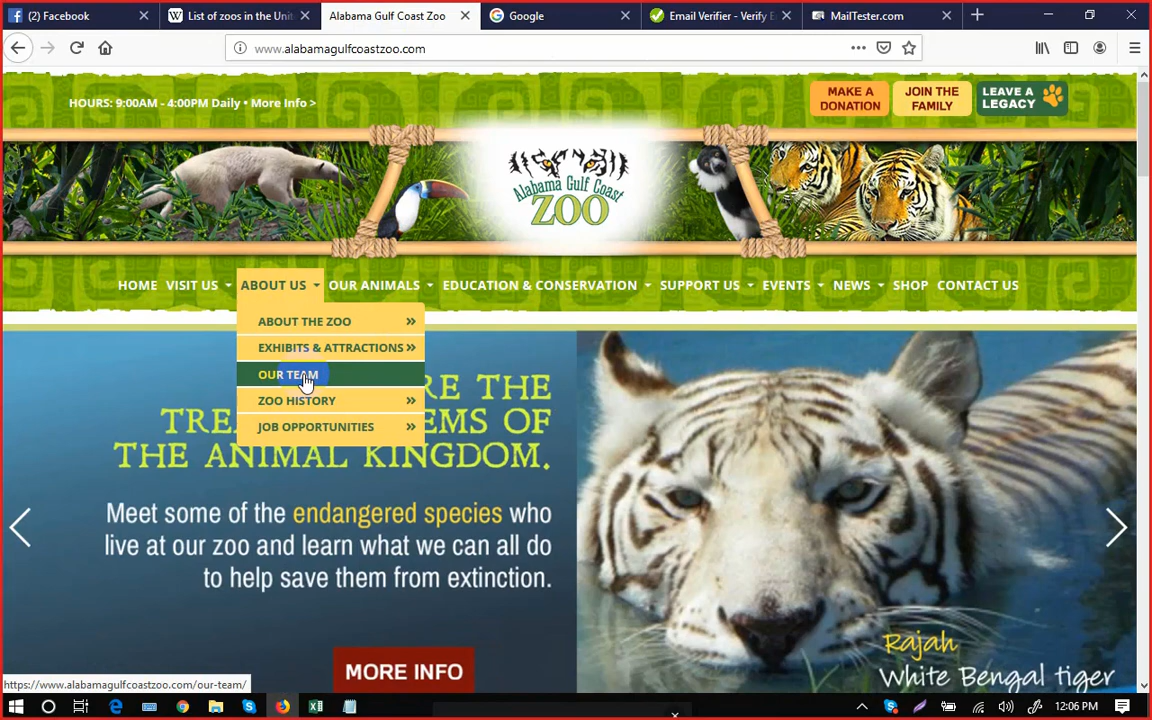 (2) Facebook
List of zoos in the Unit
Alabama Gulf Coast Zoo
Google
Email Verifier - Verify E
MailTester.com
www.alabamagulfcoastzoo.com
HOURS: 9:00AM - 4:00PM Daily • More Info >
MAKE A
DONATION
JOIN THE
FAMILY
LEAVE A
LEGACY
Alabama Gulf Coast
ZOO
HOME
VISIT US
ABOUT US
OUR ANIMALS
EDUCATION & CONSERVATION
SUPPORT US
EVENTS
NEWS
SHOP
CONTACT US
ABOUT THE ZOO
EXHIBITS & ATTRACTIONS
OUR TEAM
ZOO HISTORY
JOB OPPORTUNITIES
RE THE
TRE EMS OF
THE ANIMAL KINGDOM.
Meet some of the endangered species who
live at our zoo and learn what we can all do
to help save them from extinction.
MORE INFO
Rajah
White Bengal tiger
https://www.alabamagulfcoastzoo.com/our-team/
12:06 PM